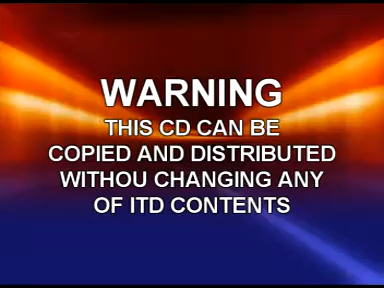 WARNING
THIS CD CAN BE
COPIED AND DISTRIBUTED
WITHOU CHANGING ANY
OF ITD CONTENTS